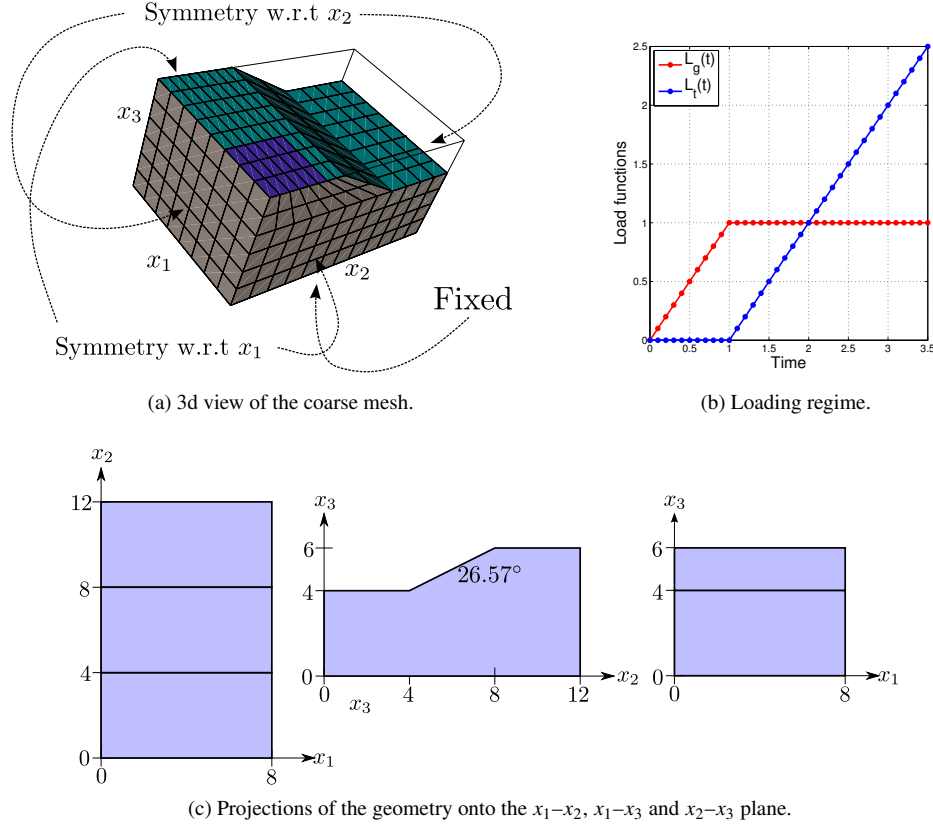 Symmetry w.r.t x₂
x₃
x₁
x₂
Fixed
Symmetry w.r.t x₁
(a) 3d view of the coarse mesh.
L_g(t)
L_t(t)
Load functions
2.5
2
1.5
1
0.5
0
0 0.5 1 1.5 2 2.5 3 3.5
Time
(b) Loading regime.
x₂
12
8
4
0
0 8 x₁
x₃
6
4
26.57°
0
0 4 8 12 x₂
x₃
x₃
6
4
0
0 8 x₁
(c) Projections of the geometry onto the x₁–x₂, x₁–x₃ and x₂–x₃ plane.